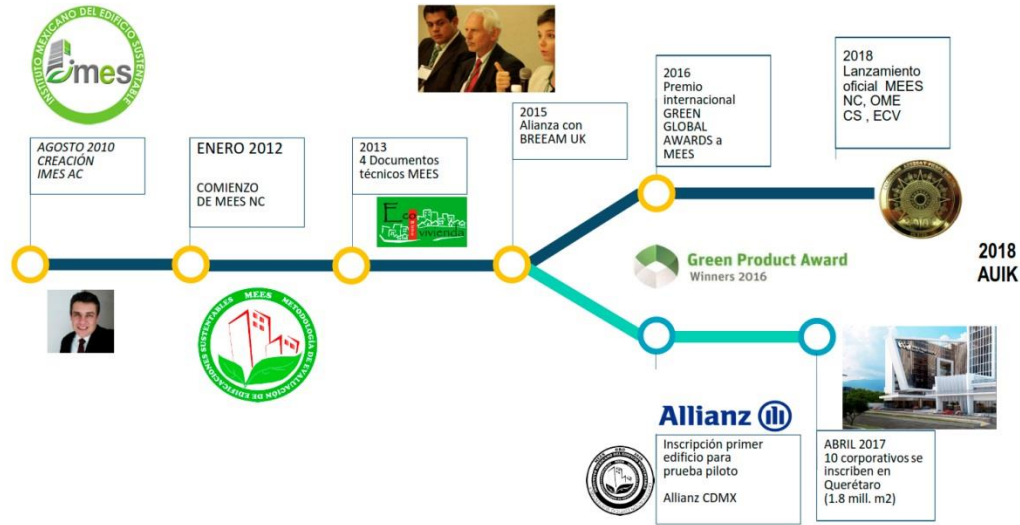 INSTITUTO MEXICANO DEL EDIFICIO SUSTENTABLE
imes
AGOSTO 2010
CREACIÓN
IMES AC
ENERO 2012
COMIENZO
DE MEES NC
2013
4 Documentos
técnicos MEES
Eco
vivienda
2015
Alianza con
BREEAM UK
2016
Premio
internacional
GREEN
GLOBAL
AWARDS a
MEES
2018
Lanzamiento
oficial MEES
NC, OME
CS , ECV
MEES METODOLOGÍA DE EVALUACIÓN DE EDIFICACIONES SUSTENTABLES
Green Product Award
Winners 2016
2018
AUIK
Allianz
Inscripción primer
edificio para
prueba piloto
Allianz CDMX
ABRIL 2017
10 corporativos se
inscriben en
Querétaro
(1.8 mill. m2)